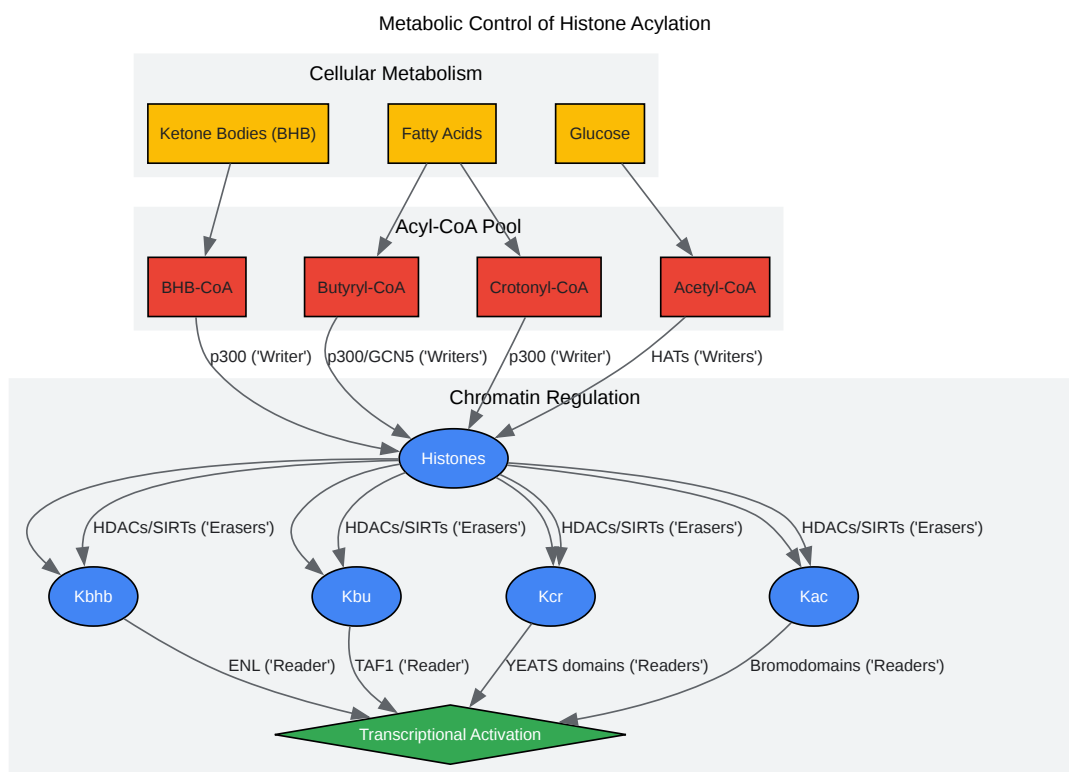 Metabolic Control of Histone Acylation
Cellular Metabolism
Ketone Bodies (BHB)
Fatty Acids
Glucose
Acyl-CoA Pool
BHB-CoA
Butyryl-CoA
Crotonyl-CoA
Acetyl-CoA
p300 ('Writer')
p300/GCN5 ('Writers')
p300 ('Writer')
HATs ('Writers')
Chromatin Regulation
Histones
HDACs/SIRTs ('Erasers')
HDACs/SIRTs ('Erasers')
HDACs/SIRTs ('Erasers')
HDACs/SIRTs ('Erasers')
Kbhb
Kbu
Kcr
Kac
ENL ('Reader')
TAF1 ('Reader')
YEATS domains ('Readers')
Bromodomains ('Readers')
Transcriptional Activation